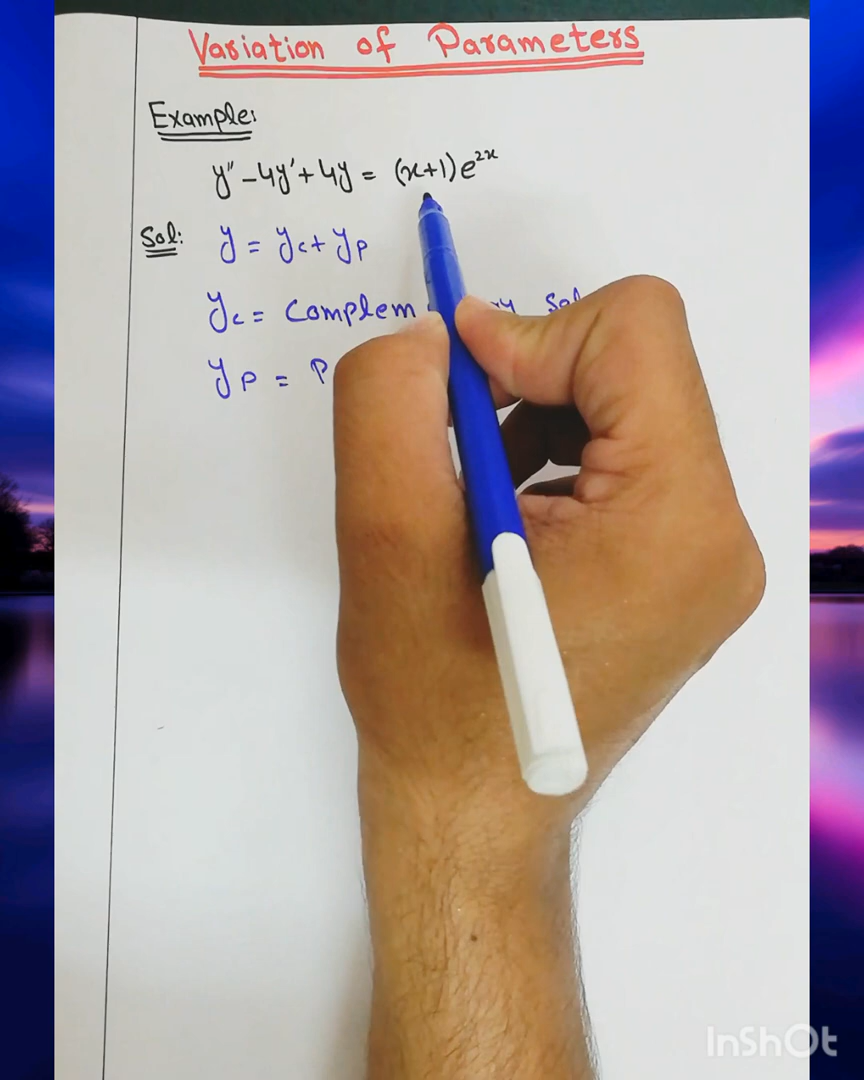 Variation of Parameters
Example:
y'' - 4y' + 4y = (x+1)e^2x
Sol: y = yc + yp
yc = Complem
yp = P
InShOt